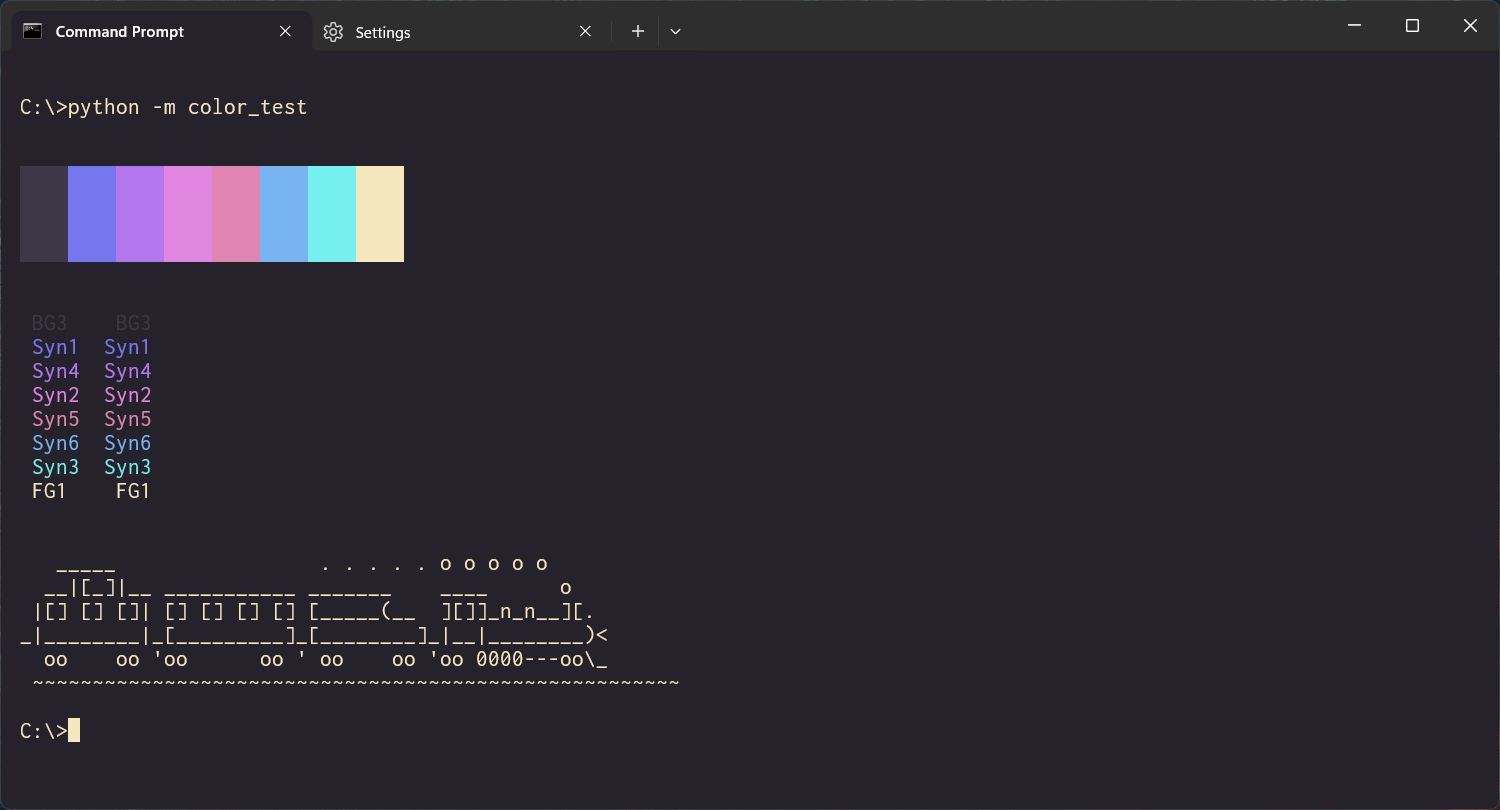 Command Prompt Settings
C:\>python -m color_test
BG3 BG3
Syn1 Syn1
Syn4 Syn4
Syn2 Syn2
Syn5 Syn5
Syn6 Syn6
Syn3 Syn3
FG1 FG1
   _____                 . . . . . o o o o o
  __|[_]|__ ___________ _______    ____      o
 |[] [] []| [] [] [] [] [_____(__  ][]]_n_n__][.
_|________|_[_________]_[________]_|__|________)<
  oo    oo 'oo      oo ' oo    oo 'oo 0000---oo\_
 ~~~~~~~~~~~~~~~~~~~~~~~~~~~~~~~~~~~~~~~~~~~~~~~~~~~~~~
C:\>